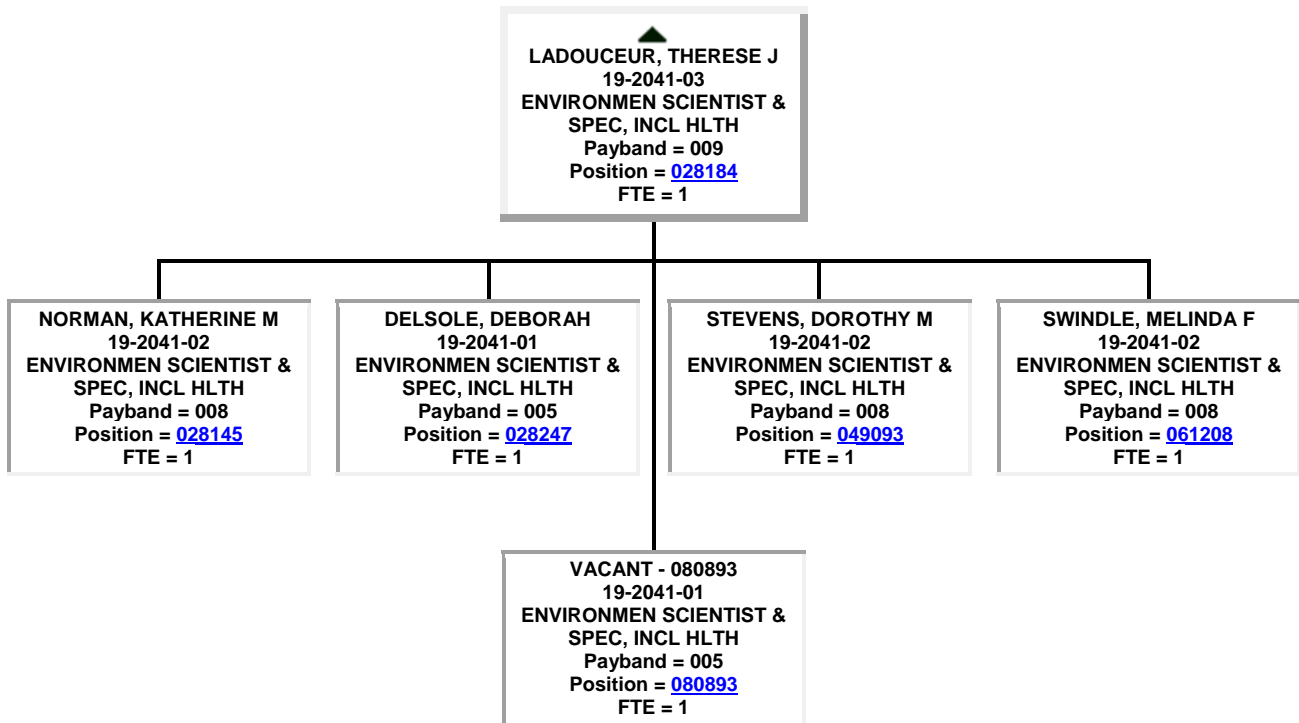 LADOUCEUR, THERESE J
19-2041-03
ENVIRONMEN SCIENTIST &
SPEC, INCL HLTH
Payband = 009
Position = 028184
FTE = 1
NORMAN, KATHERINE M
19-2041-02
ENVIRONMEN SCIENTIST &
SPEC, INCL HLTH
Payband = 008
Position = 028145
FTE = 1
DELSOLE, DEBORAH
19-2041-01
ENVIRONMEN SCIENTIST &
SPEC, INCL HLTH
Payband = 005
Position = 028247
FTE = 1
STEVENS, DOROTHY M
19-2041-02
ENVIRONMEN SCIENTIST &
SPEC, INCL HLTH
Payband = 008
Position = 049093
FTE = 1
SWINDLE, MELINDA F
19-2041-02
ENVIRONMEN SCIENTIST &
SPEC, INCL HLTH
Payband = 008
Position = 061208
FTE = 1
VACANT - 080893
19-2041-01
ENVIRONMEN SCIENTIST &
SPEC, INCL HLTH
Payband = 005
Position = 080893
FTE = 1